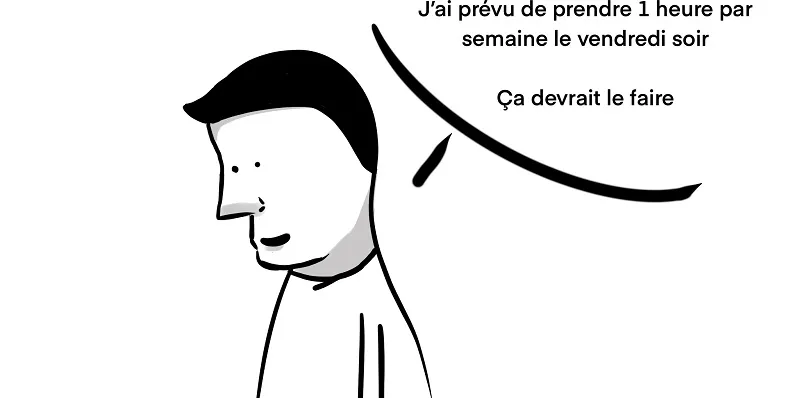 J'ai prévu de prendre 1 heure par
semaine le vendredi soir
Ça devrait le faire